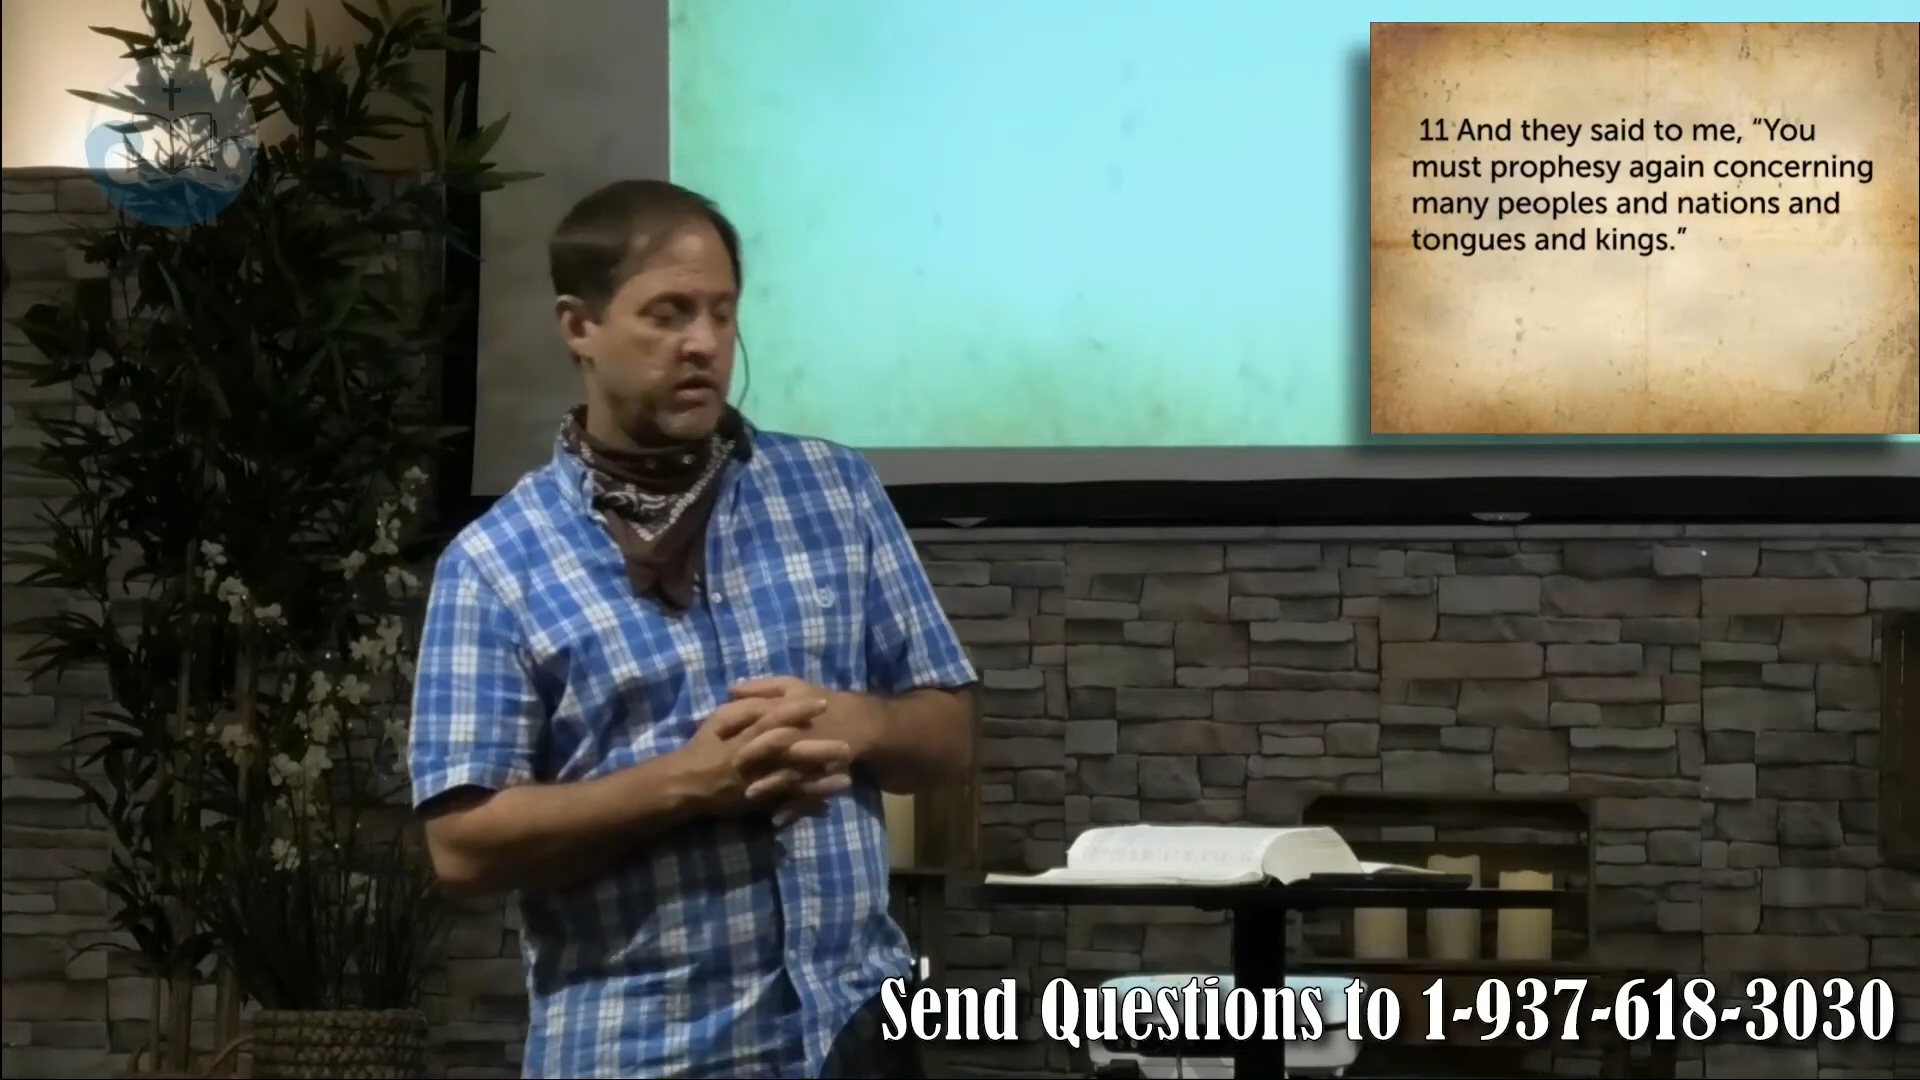 11 And they said to me, “You
must prophesy again concerning
many peoples and nations and
tongues and kings.”
Send Questions to 1-937-618-3030